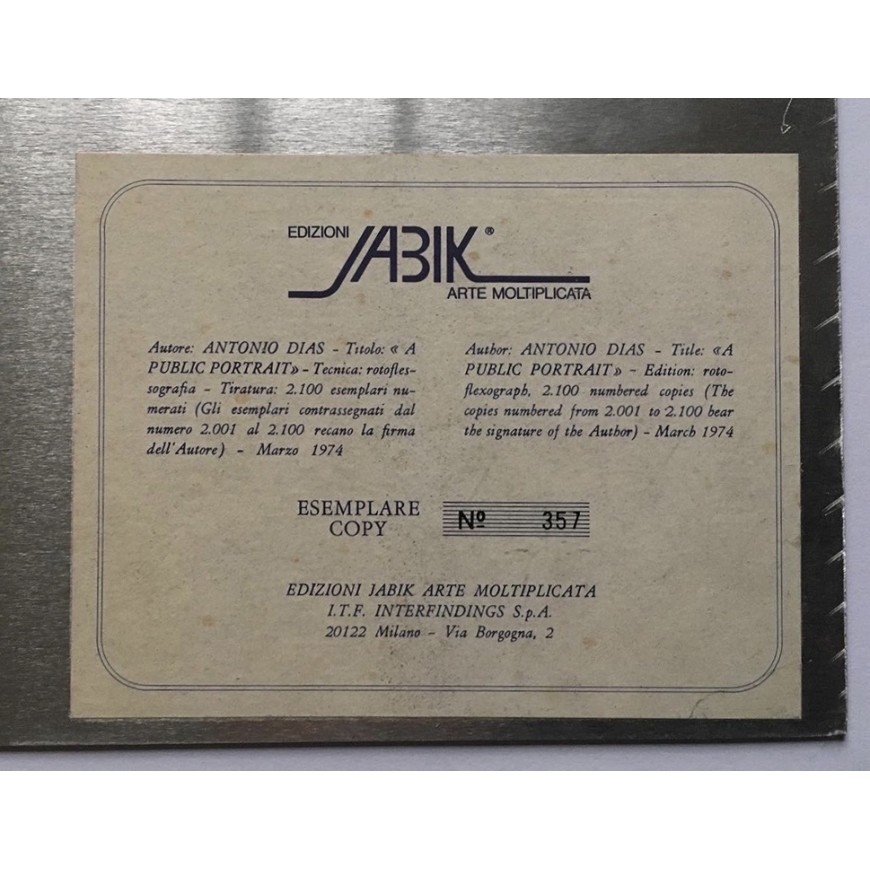 EDIZIONI
JABIK®
ARTE MOLTIPLICATA
Autore: ANTONIO DIAS - Titolo: « A
PUBLIC PORTRAIT» - Tecnica: rotofles-
sografia - Tiratura: 2.100 esemplari nu-
merati (Gli esemplari contrassegnati dal
numero 2.001 al 2.100 recano la firma
dell'Autore) - Marzo 1974
Author: ANTONIO DIAS - Title: «A
PUBLIC PORTRAIT» - Edition: roto-
flexograph, 2.100 numbered copies (The
copies numbered from 2.001 to 2.100 bear
the signature of the Author) - March 1974
ESEMPLARE
COPY
Nº 357
EDIZIONI JABIK ARTE MOLTIPLICATA
I.T.F. INTERFINDINGS S.p.A.
20122 Milano - Via Borgogna, 2